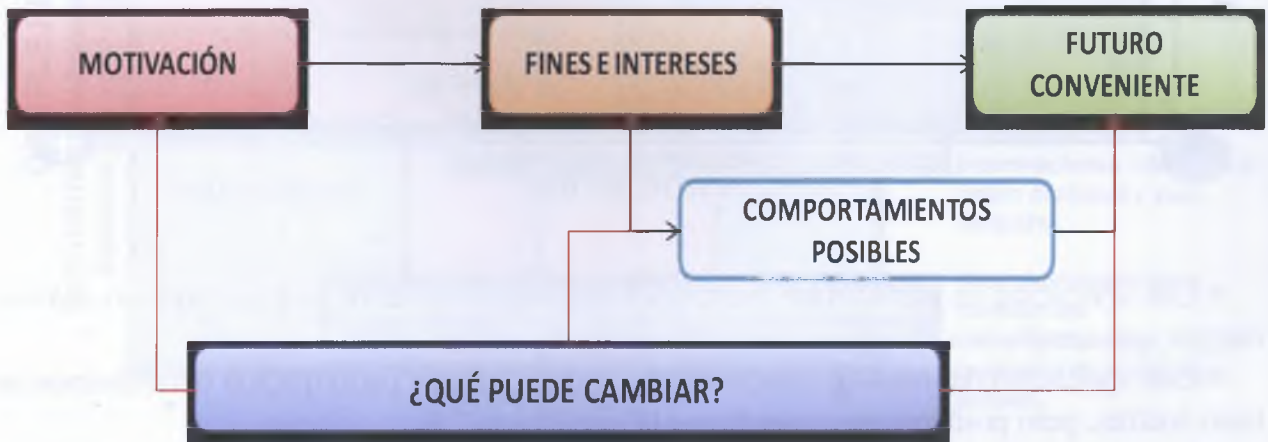 MOTIVACIÓN
FINES E INTERESES
FUTURO
CONVENIENTE
COMPORTAMIENTOS
POSIBLES
¿QUÉ PUEDE CAMBIAR?